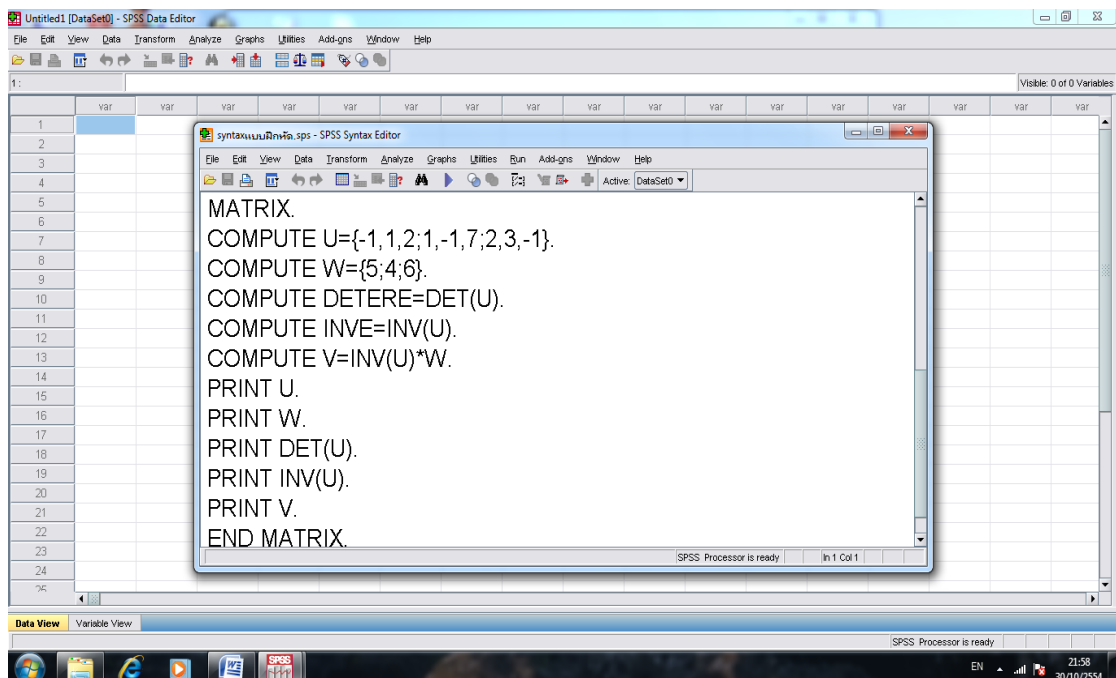 Untitled1 [DataSet0] - SPSS Data Editor
File Edit View Data Transform Analyze Graphs Utilities Add-ons Window Help
1 :
Visible: 0 of 0 Variables
var var var var var var var var var var var var var var var var var
1
2
3
4
5
6
7
8
9
10
11
12
13
14
15
16
17
18
19
20
21
22
23
24
25
syntaxแบบฝึกหัด.sps - SPSS Syntax Editor
File Edit View Data Transform Analyze Graphs Utilities Run Add-ons Window Help
Active: DataSet0
MATRIX.
COMPUTE U={-1,1,2;1,-1,7;2,3,-1}.
COMPUTE W={5;4;6}.
COMPUTE DETERE=DET(U).
COMPUTE INVE=INV(U).
COMPUTE V=INV(U)*W.
PRINT U.
PRINT W.
PRINT DET(U).
PRINT INV(U).
PRINT V.
END MATRIX.
SPSS Processor is ready
In 1 Col 1
Data View Variable View
SPSS Processor is ready
SPSS
EN
21:58
30/10/2554